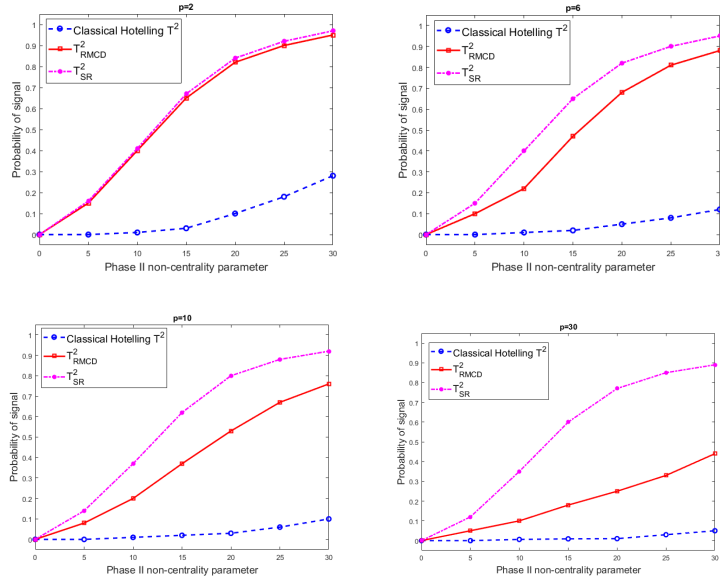 p=2
Classical Hotelling T2
T2RMCD
T2SR
1
0.9
0.8
0.7
0.6
0.5
0.4
0.3
0.2
0.1
0
0 5 10 15 20 25 30
Probability of signal
Phase II non-centrality parameter
p=6
Classical Hotelling T2
T2RMCD
T2SR
1
0.9
0.8
0.7
0.6
0.5
0.4
0.3
0.2
0.1
0
0 5 10 15 20 25 30
Probability of signal
Phase II non-centrality parameter
p=10
Classical Hotelling T2
T2RMCD
T2SR
1
0.9
0.8
0.7
0.6
0.5
0.4
0.3
0.2
0.1
0
0 5 10 15 20 25 30
Probability of signal
Phase II non-centrality parameter
p=30
Classical Hotelling T2
T2RMCD
T2SR
1
0.9
0.8
0.7
0.6
0.5
0.4
0.3
0.2
0.1
0
0 5 10 15 20 25 30
Probability of signal
Phase II non-centrality parameter